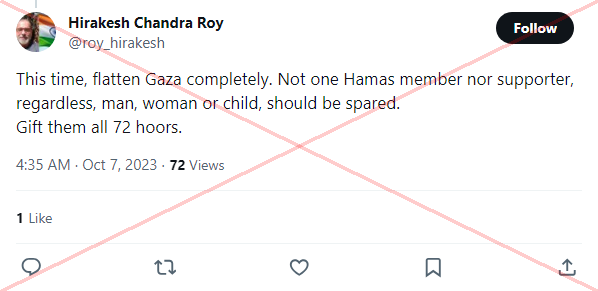 Hirakesh Chandra Roy
@roy_hirakesh
Follow
This time, flatten Gaza completely. Not one Hamas member nor supporter,
regardless, man, woman or child, should be spared.
Gift them all 72 hoors.
4:35 AM · Oct 7, 2023 · 72 Views
1 Like